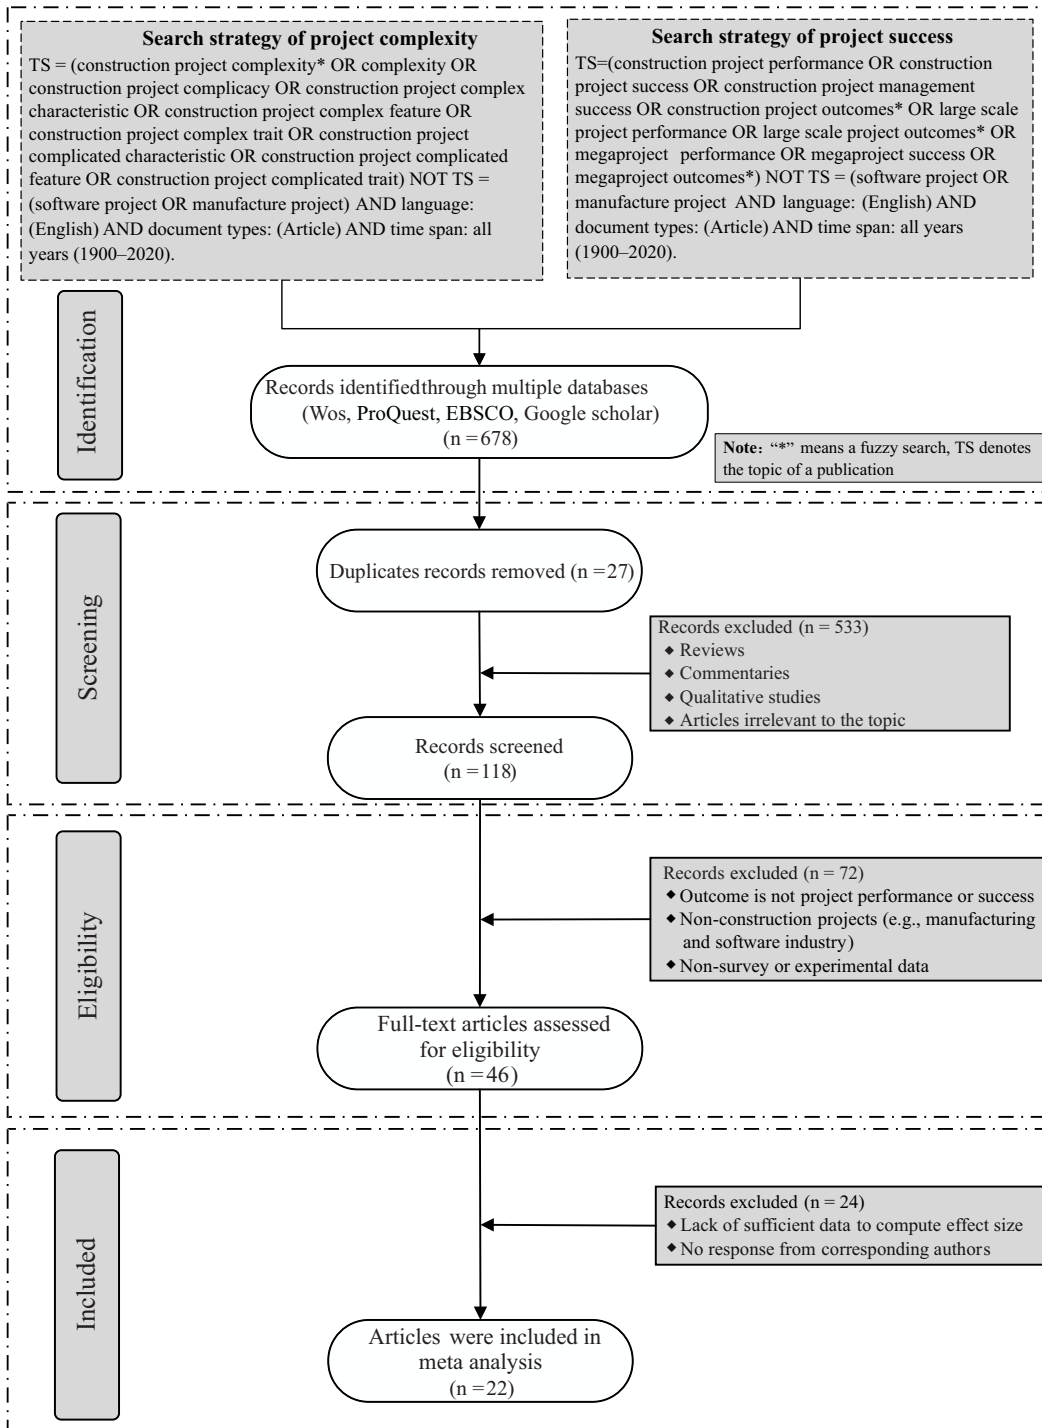 Search strategy of project complexity
TS = (construction project complexity* OR complexity OR
construction project complicacy OR construction project complex
characteristic OR construction project complex feature OR
construction project complex trait OR construction project
complicated characteristic OR construction project complicated
feature OR construction project complicated trait) NOT TS =
(software project OR manufacture project) AND language:
(English) AND document types: (Article) AND time span: all
years (1900–2020).
Search strategy of project success
TS=(construction project performance OR construction
project success OR construction project management
success OR construction project outcomes* OR large scale
project performance OR large scale project outcomes* OR
megaproject performance OR megaproject success OR
megaproject outcomes*) NOT TS = (software project OR
manufacture project AND language: (English) AND
document types: (Article) AND time span: all years
(1900–2020).
Identification
Records identifiedthrough multiple databases
(Wos, ProQuest, EBSCO, Google scholar)
(n = 678)
Note: “*” means a fuzzy search, TS denotes
the topic of a publication
Screening
Duplicates records removed (n = 27)
Records excluded (n = 533)
◆ Reviews
◆ Commentaries
◆ Qualitative studies
◆ Articles irrelevant to the topic
Records screened
(n = 118)
Eligibility
Records excluded (n = 72)
◆ Outcome is not project performance or success
◆ Non-construction projects (e.g., manufacturing
and software industry)
◆ Non-survey or experimental data
Full-text articles assessed
for eligibility
(n = 46)
Included
Records excluded (n = 24)
◆ Lack of sufficient data to compute effect size
◆ No response from corresponding authors
Articles were included in
meta analysis
(n = 22)